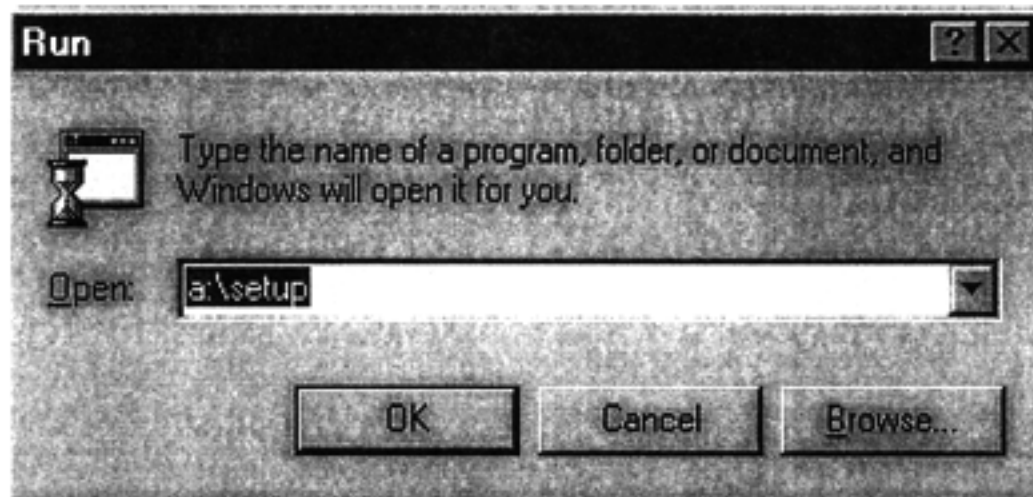 Run
Type the name of a program, folder, or document, and
Windows will open it for you.
Open: a:\setup
OK Cancel Browse...